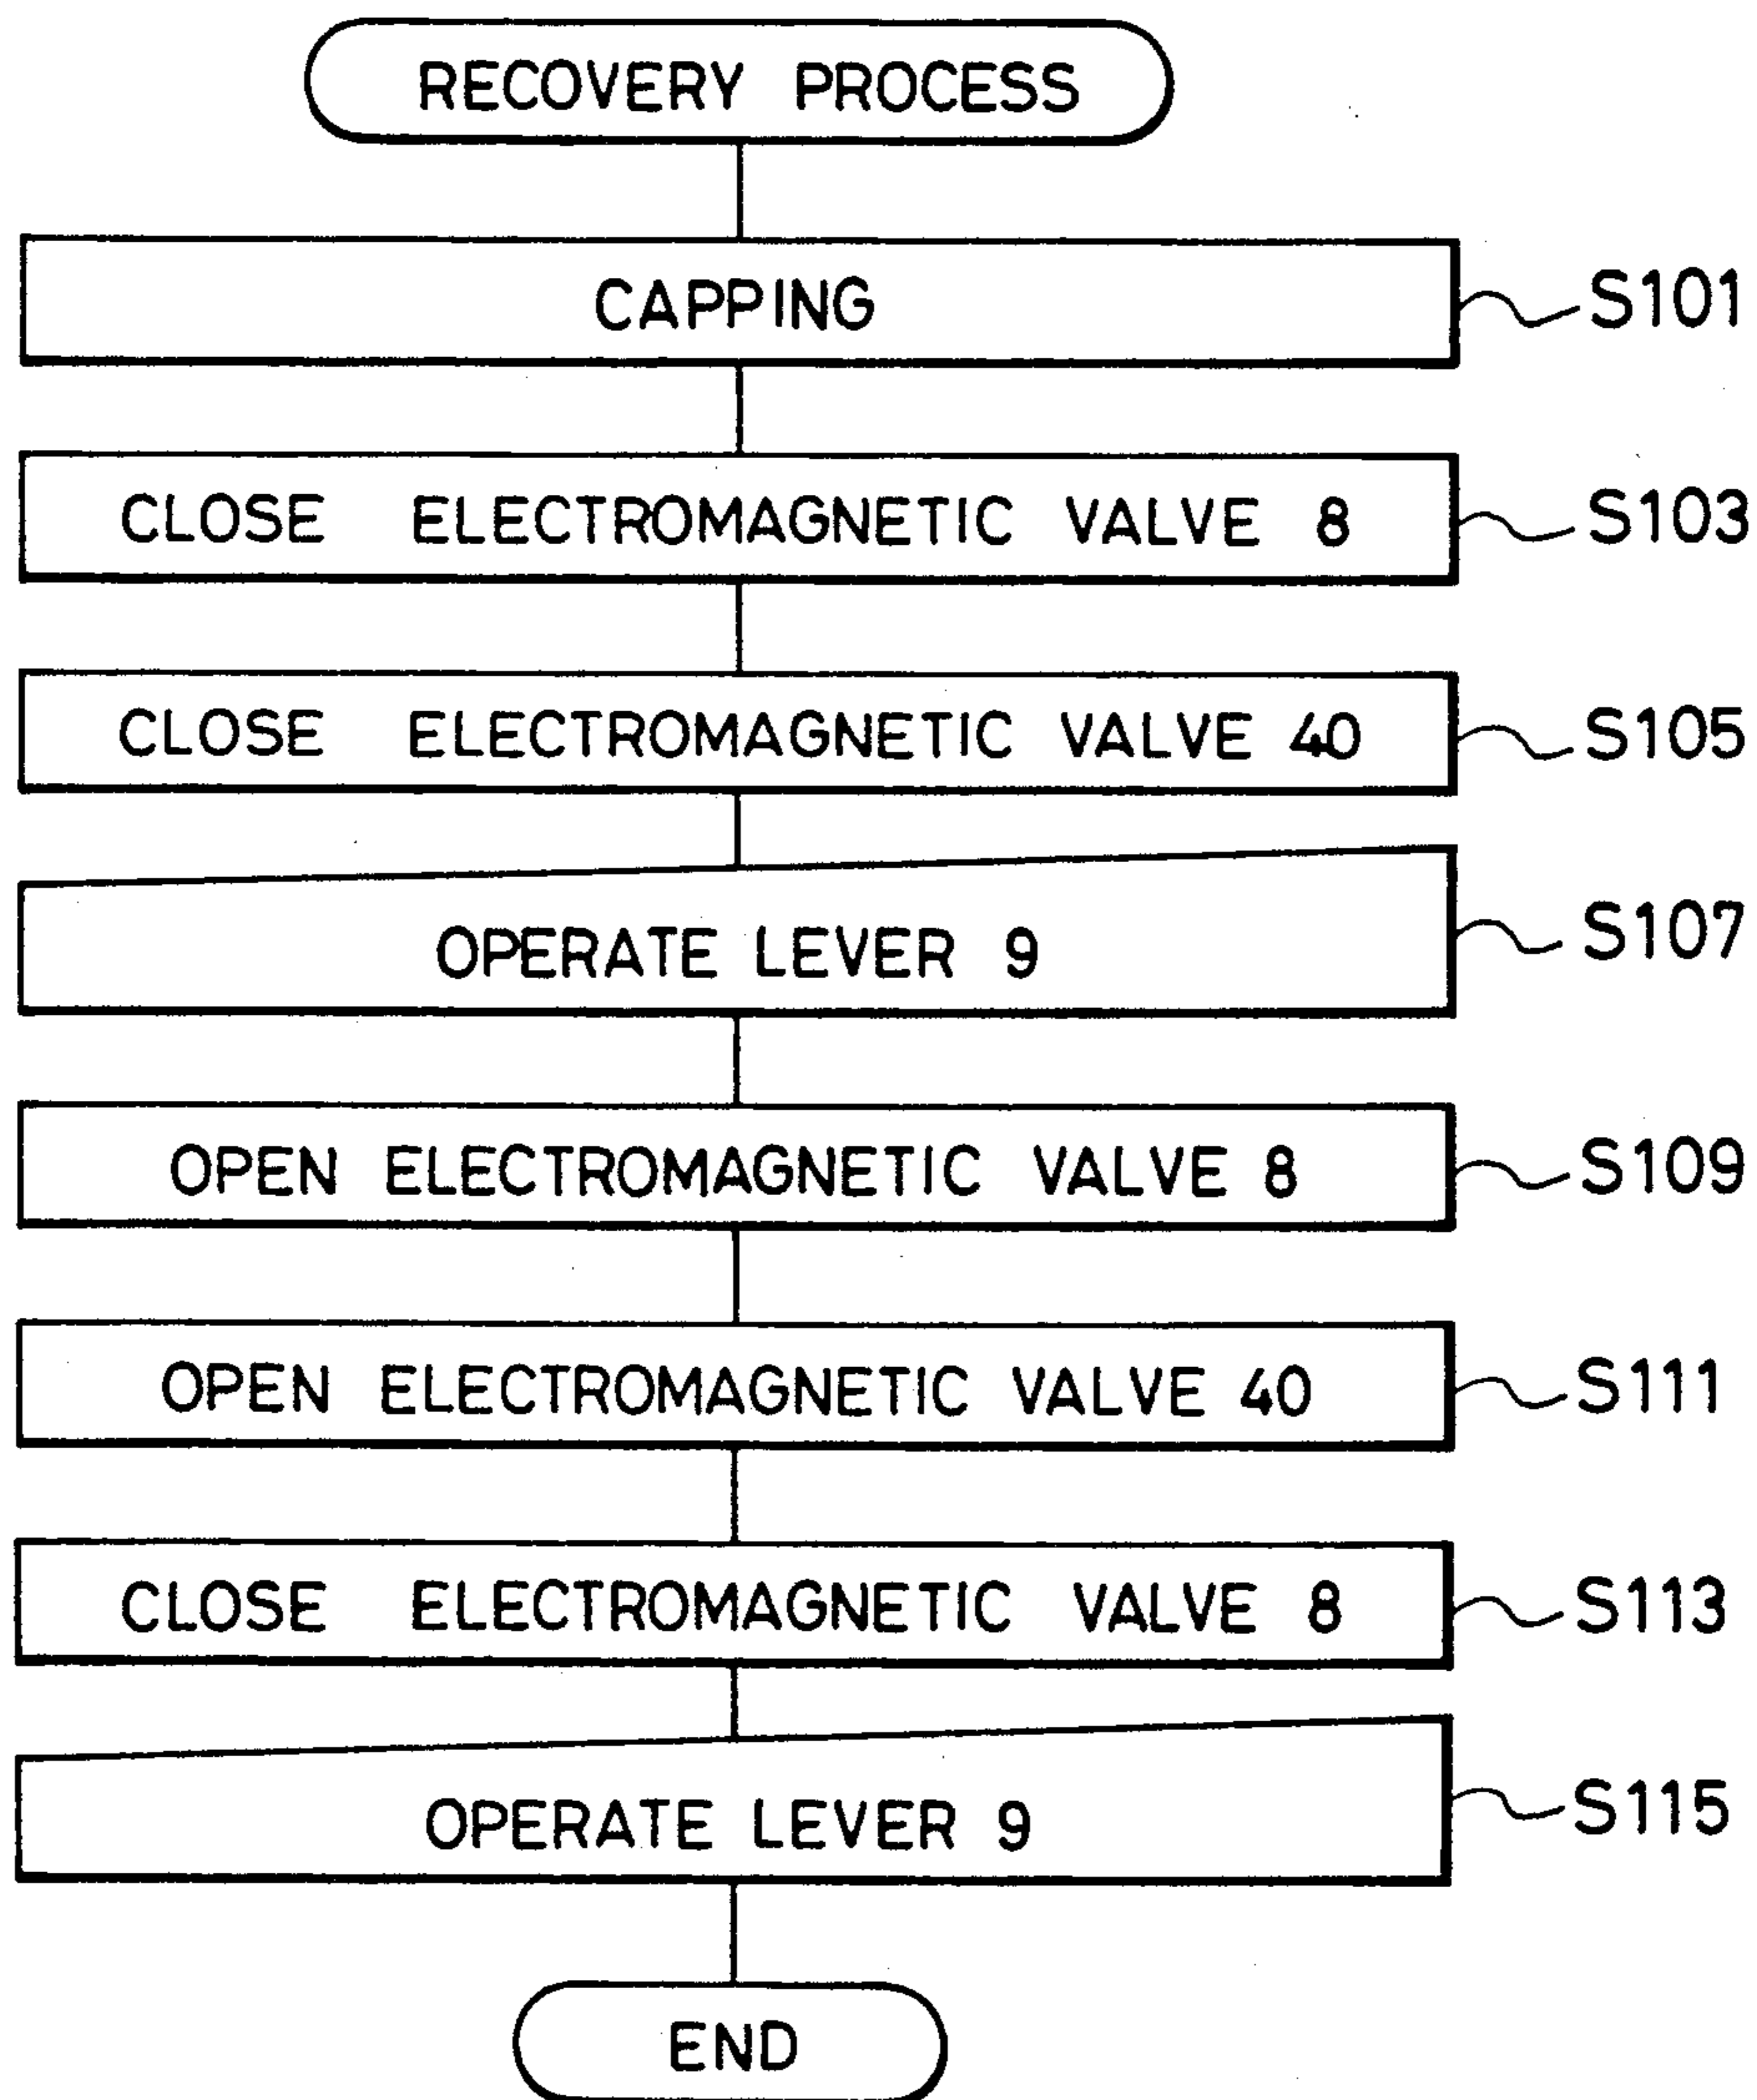 RECOVERY PROCESS
CAPPING S101
CLOSE ELECTROMAGNETIC VALVE 8 S103
CLOSE ELECTROMAGNETIC VALVE 40 S105
OPERATE LEVER 9 S107
OPEN ELECTROMAGNETIC VALVE 8 S109
OPEN ELECTROMAGNETIC VALVE 40 S111
CLOSE ELECTROMAGNETIC VALVE 8 S113
OPERATE LEVER 9 S115
END